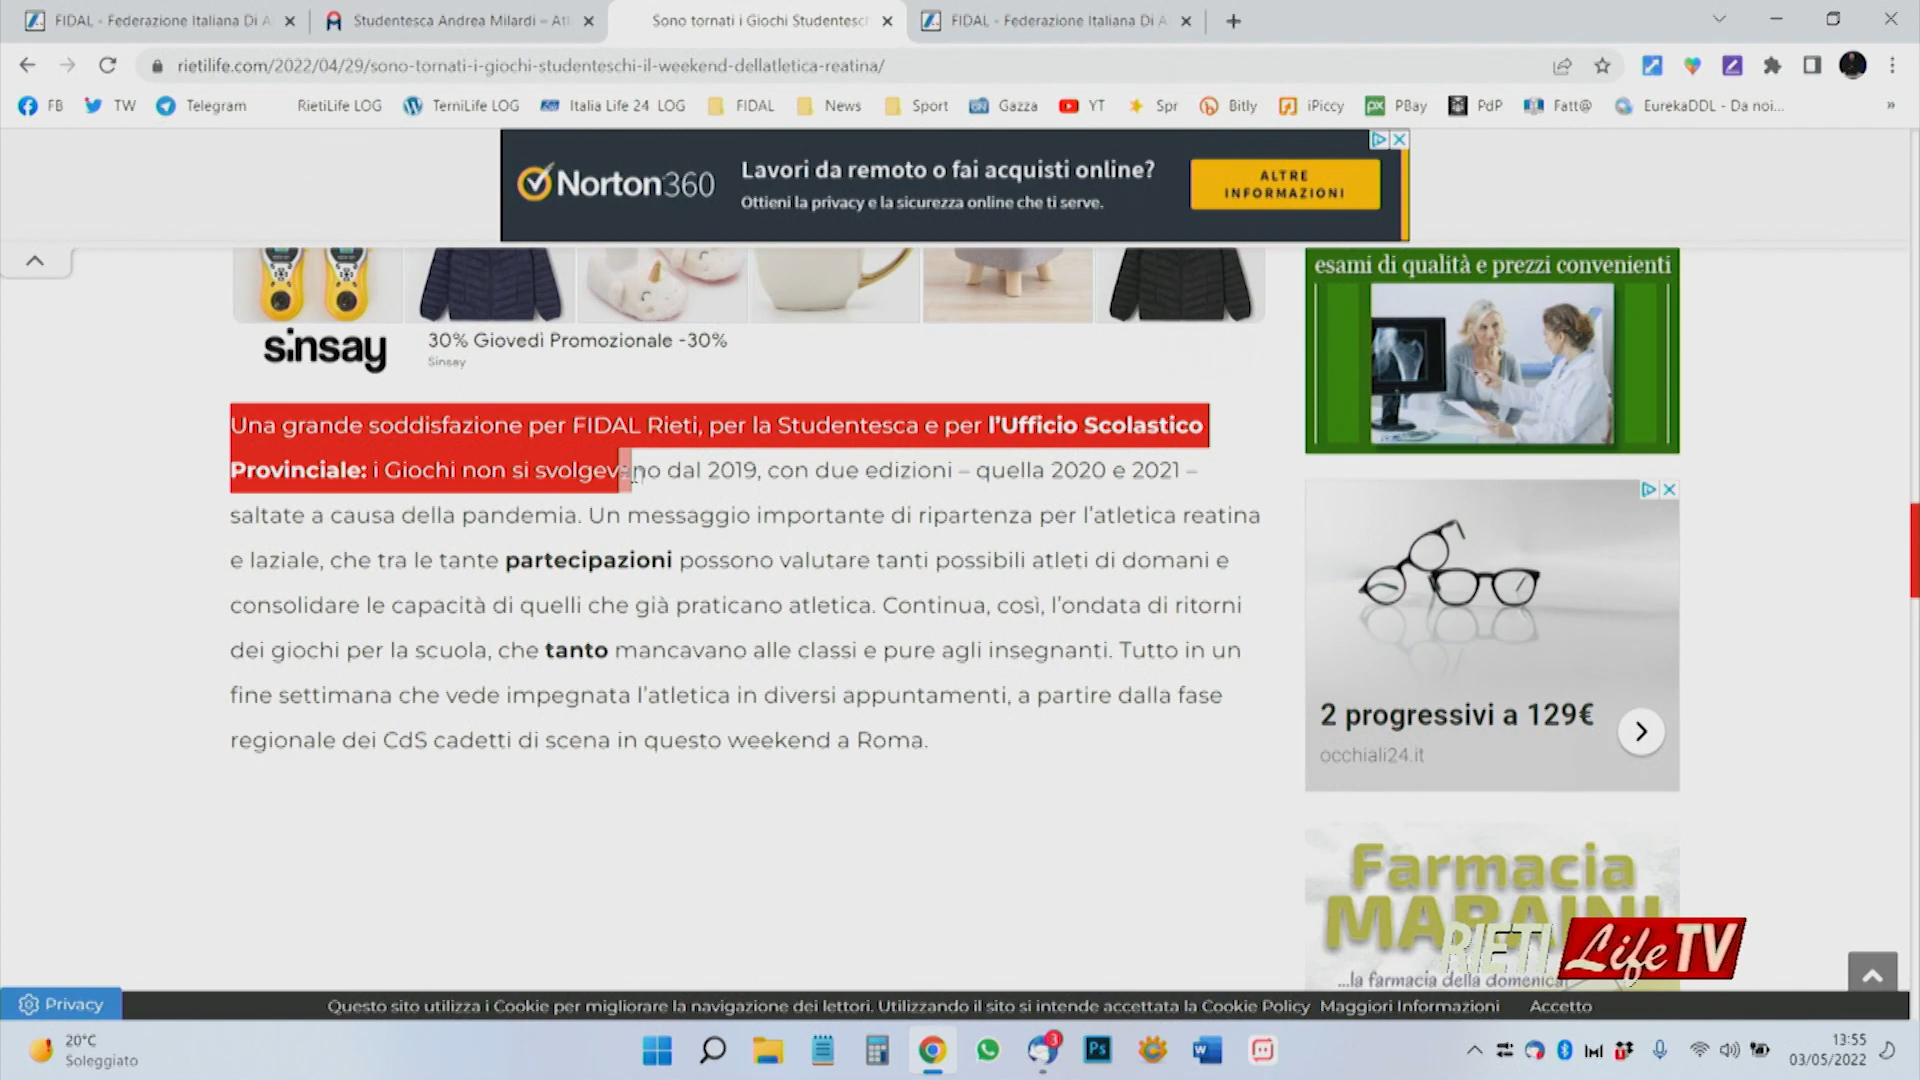 FIDAL - Federazione Italiana Di A
Studentesca Andrea Milardi – Atl
Sono tornati i Giochi Studentesch
FIDAL - Federazione Italiana Di A
rietilife.com/2022/04/29/sono-tornati-i-giochi-studenteschi-il-weekend-dellatletica-reatina/
FB
TW
Telegram
RietiLife LOG
TerniLife LOG
Italia Life 24 LOG
FIDAL
News
Sport
Gazza
YT
Spr
Bitly
iPiccy
PBay
PdP
Fatt@
EurekaDDL - Da noi...
Norton360
Lavori da remoto o fai acquisti online?
Ottieni la privacy e la sicurezza online che ti serve.
ALTRE
INFORMAZIONI
sinsay
30% Giovedì Promozionale -30%
Sinsay
esami di qualità e prezzi convenienti
Una grande soddisfazione per FIDAL Rieti, per la Studentesca e per l'Ufficio Scolastico
Provinciale: i Giochi non si svolgevano dal 2019, con due edizioni – quella 2020 e 2021 –
saltate a causa della pandemia. Un messaggio importante di ripartenza per l'atletica reatina
e laziale, che tra le tante partecipazioni possono valutare tanti possibili atleti di domani e
consolidare le capacità di quelli che già praticano atletica. Continua, così, l'ondata di ritorni
dei giochi per la scuola, che tanto mancavano alle classi e pure agli insegnanti. Tutto in un
fine settimana che vede impegnata l'atletica in diversi appuntamenti, a partire dalla fase
regionale dei CdS cadetti di scena in questo weekend a Roma.
2 progressivi a 129€
occhiali24.it
Farmacia
MARAINI
...la farmacia della domenica
RIETI Life TV
Privacy
Questo sito utilizza i Cookie per migliorare la navigazione dei lettori. Utilizzando il sito si intende accettata la Cookie Policy Maggiori Informazioni Accetto
20°C
Soleggiato
3
Ps
13:55
03/05/2022